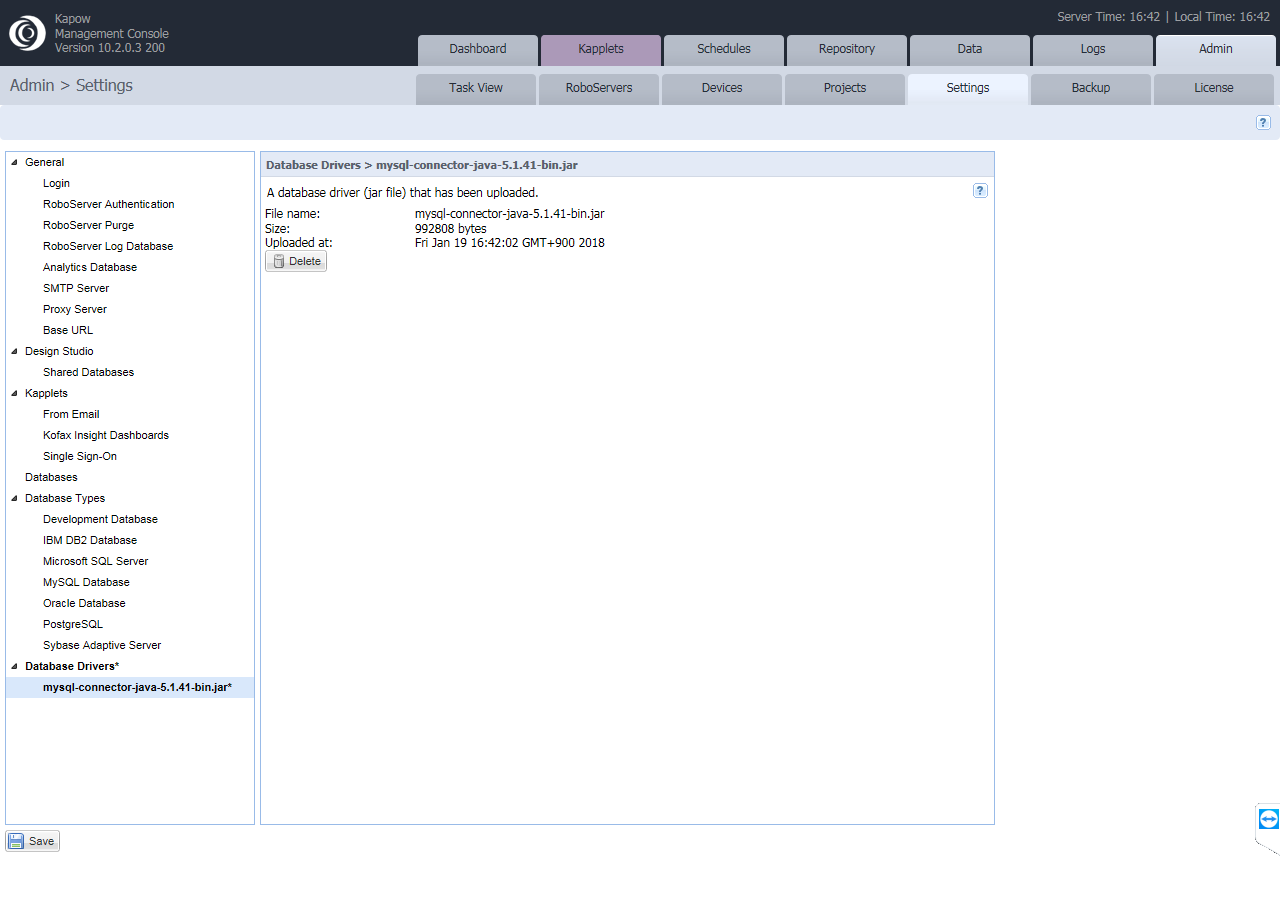 Kapow
Management Console
Version 10.2.0.3 200
Server Time: 16:42 | Local Time: 16:42
Dashboard
Kapplets
Schedules
Repository
Data
Logs
Admin
Admin > Settings
Task View
RoboServers
Devices
Projects
Settings
Backup
License
?
General
Login
RoboServer Authentication
RoboServer Purge
RoboServer Log Database
Analytics Database
SMTP Server
Proxy Server
Base URL
Design Studio
Shared Databases
Kapplets
From Email
Kofax Insight Dashboards
Single Sign-On
Databases
Database Types
Development Database
IBM DB2 Database
Microsoft SQL Server
MySQL Database
Oracle Database
PostgreSQL
Sybase Adaptive Server
Database Drivers*
mysql-connector-java-5.1.41-bin.jar*
Database Drivers > mysql-connector-java-5.1.41-bin.jar
A database driver (jar file) that has been uploaded.
?
File name: mysql-connector-java-5.1.41-bin.jar
Size: 992808 bytes
Uploaded at: Fri Jan 19 16:42:02 GMT+900 2018
Delete
Save